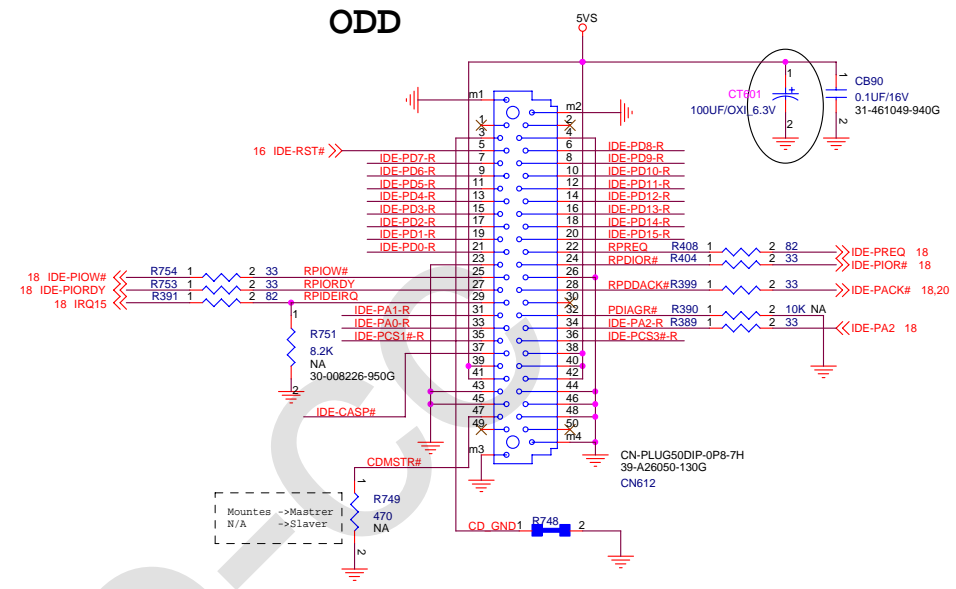 ODD
5VS
1
CT601
100UF/OXI_6.3V
+
2
1
CB90
0.1UF/16V
31-461049-940G
2
m1
m2
1 2
3 4
16 IDE-RST# 5 6 IDE-PD8-R
IDE-PD7-R 7 8 IDE-PD9-R
IDE-PD6-R 9 10 IDE-PD10-R
IDE-PD5-R 11 12 IDE-PD11-R
IDE-PD4-R 13 14 IDE-PD12-R
IDE-PD3-R 15 16 IDE-PD13-R
IDE-PD2-R 17 18 IDE-PD14-R
IDE-PD1-R 19 20 IDE-PD15-R
IDE-PD0-R 21 22 RPREQ R408 1 2 82 IDE-PREQ 18
23 24 RPDIOR# R404 1 2 33 IDE-PIOR# 18
18 IDE-PIOW# R754 1 2 33 RPIOW# 25 26
18 IDE-PIORDY R753 1 2 33 RPIORDY 27 28 RPDDACK# R399 1 2 33 IDE-PACK# 18,20
18 IRQ15 R391 1 2 82 RPIDEIRQ 29 30
IDE-PA1-R 31 32 PDIAGR# R390 1 2 10K NA
IDE-PA0-R 33 34 IDE-PA2-R R389 1 2 33 IDE-PA2 18
IDE-PCS1#-R 35 36 IDE-PCS3#-R
1
R751
8.2K
NA
30-008226-950G
2
37 38
39 40
41 42
43 44
IDE-CASP# 45 46
47 48
49 50
m4
m3
CN-PLUG50DIP-0P8-7H
39-A26050-130G
CN612
CDMSTR#
1
R749
470
NA
2
Mountes ->Mastrer
N/A ->Slaver
CD_GND 1 R748 2